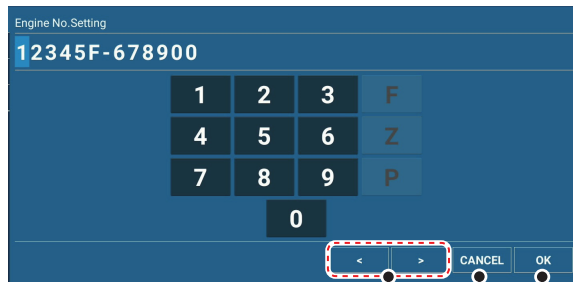 Engine No.Setting
12345F-678900
1 2 3 F
4 5 6 Z
7 8 9 P
0
< > CANCEL OK